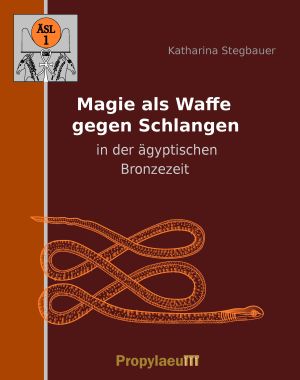 ÄSL
1
Katharina Stegbauer
Magie als Waffe
gegen Schlangen
in der ägyptischen
Bronzezeit
Propylaeum